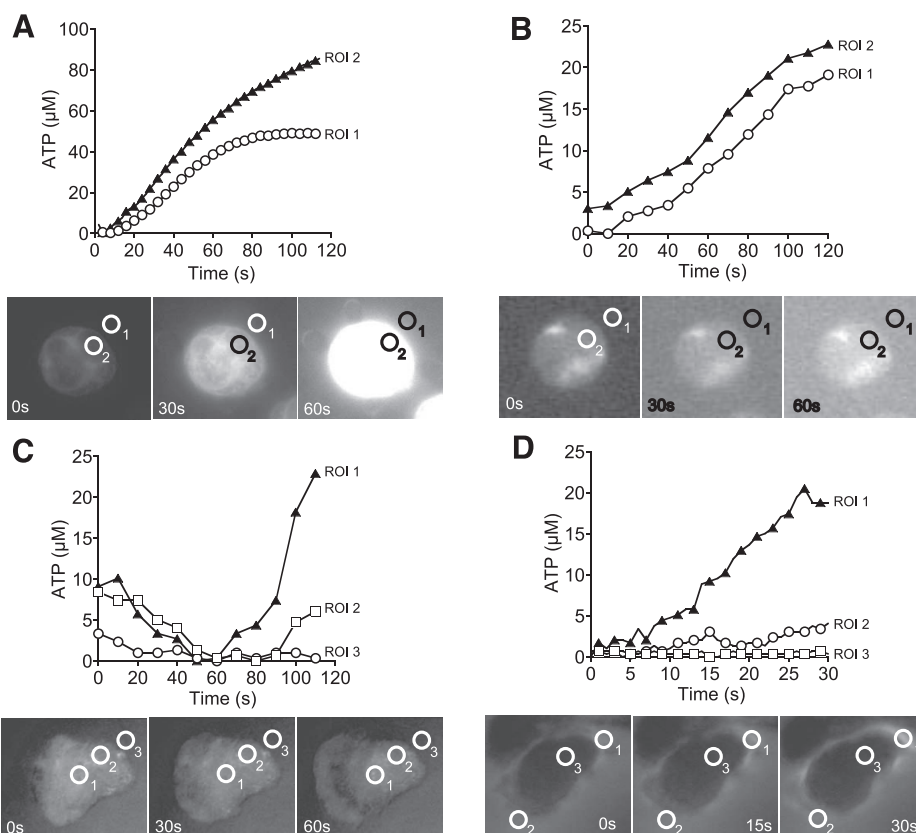 A
ATP (µM)
100
80
60
40
20
0
0 20 40 60 80 100 120
Time (s)
ROI 2
ROI 1
0s 1 2
30s 1 2
60s 1 2
B
ATP (µM)
25
20
15
10
5
0
0 20 40 60 80 100 120
Time (s)
ROI 2
ROI 1
0s 1 2
30s 1 2
60s 1 2
C
ATP (µM)
25
20
15
10
5
0
0 20 40 60 80 100 120
Time (s)
ROI 1
ROI 2
ROI 3
0s 1 2 3
30s 1 2 3
60s 1 2 3
D
ATP (µM)
25
20
15
10
5
0
0 5 10 15 20 25 30
Time (s)
ROI 1
ROI 2
ROI 3
1 3 2 0s
1 3 2 15s
3 2 30s